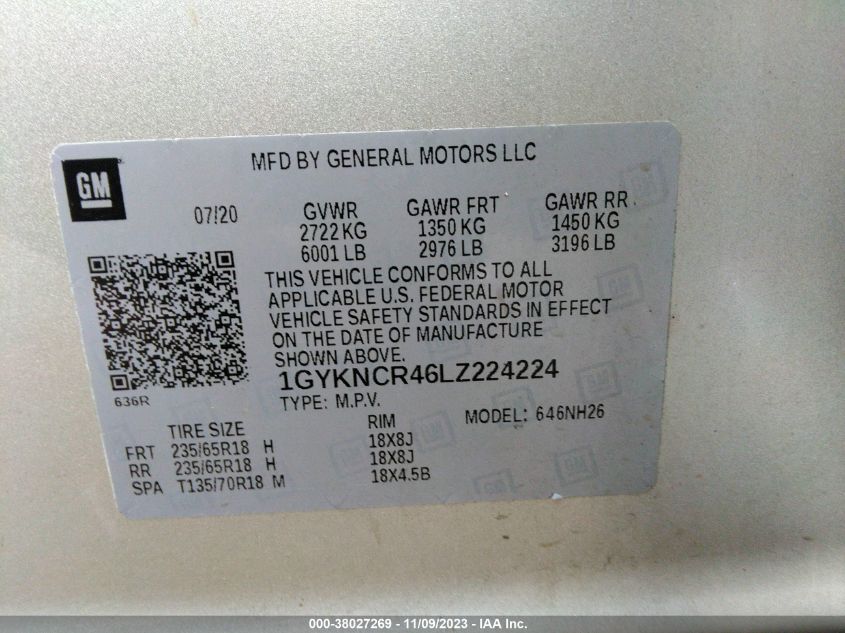 MFD BY GENERAL MOTORS LLC
GM
07/20
GVWR GAWR FRT GAWR RR
2722 KG 1350 KG 1450 KG
6001 LB 2976 LB 3196 LB
THIS VEHICLE CONFORMS TO ALL
APPLICABLE U.S. FEDERAL MOTOR
VEHICLE SAFETY STANDARDS IN EFFECT
ON THE DATE OF MANUFACTURE
SHOWN ABOVE.
1GYKNCR46LZ224224
636R
TYPE: M.P.V. MODEL: 646NH26
TIRE SIZE RIM
FRT 235/65R18 H 18X8J
RR 235/65R18 H 18X8J
SPA T135/70R18 M 18X4.5B
000-38027269 - 11/09/2023 - IAA Inc.